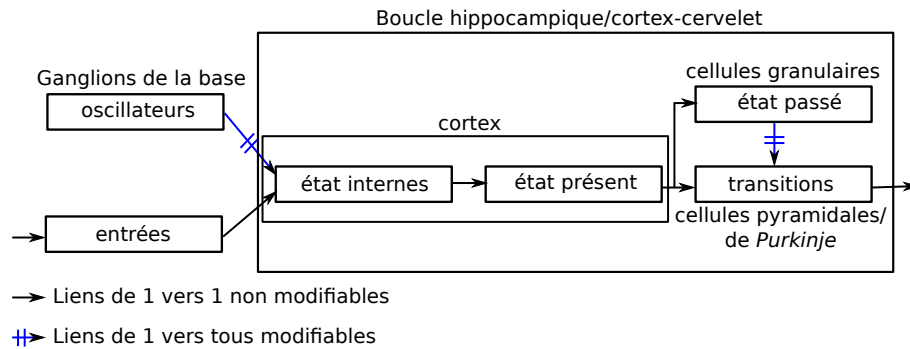 Boucle hippocampique/cortex-cervelet
Ganglions de la base
oscillateurs
cellules granulaires
état passé
cortex
état internes
état présent
transitions
cellules pyramidales/
de Purkinje
entrées
Liens de 1 vers 1 non modifiables
Liens de 1 vers tous modifiables